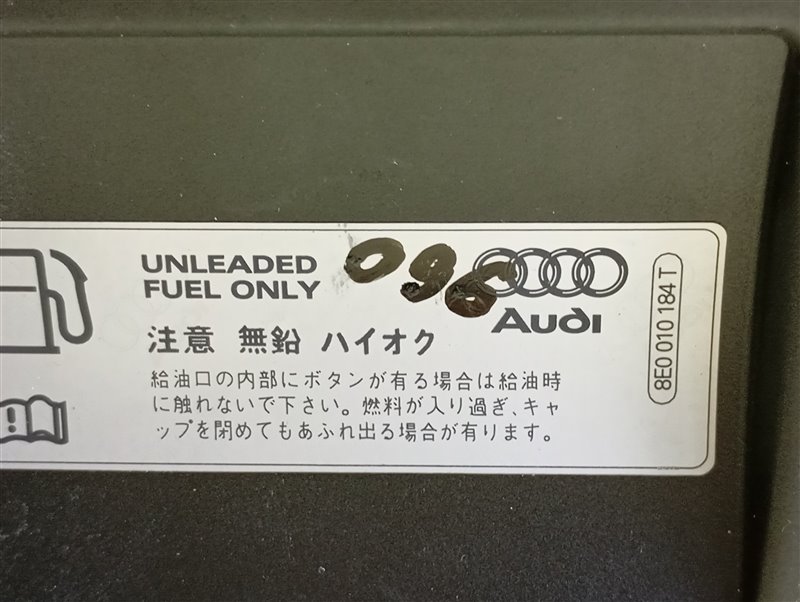 UNLEADED
FUEL ONLY
Audi
注意 無鉛 ハイオク
給油口の内部にボタンが有る場合は給油時
に触れないで下さい。燃料が入り過ぎ、キャ
ップを閉めてもあふれ出る場合が有ります。
8E0 010 184 T